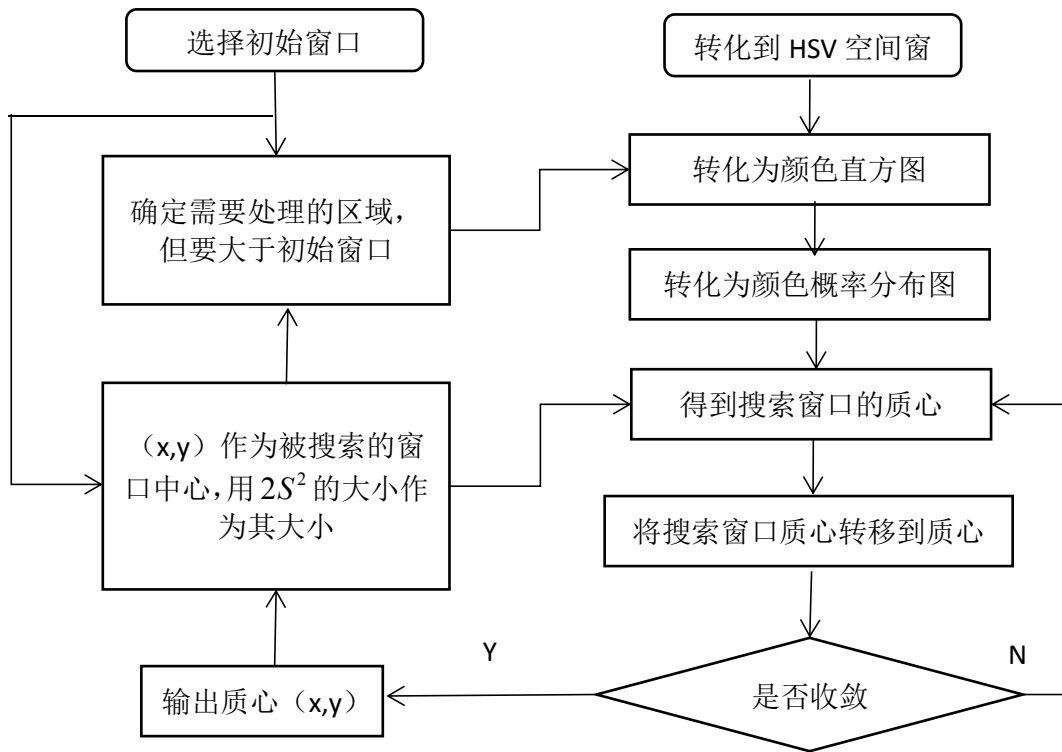 选择初始窗口
转化到 HSV 空间窗
转化为颜色直方图
确定需要处理的区域，
但要大于初始窗口
转化为颜色概率分布图
得到搜索窗口的质心
（x,y）作为被搜索的窗
口中心，用 2S² 的大小作
为其大小
将搜索窗口质心转移到质心
Y
N
是否收敛
输出质心（x,y）